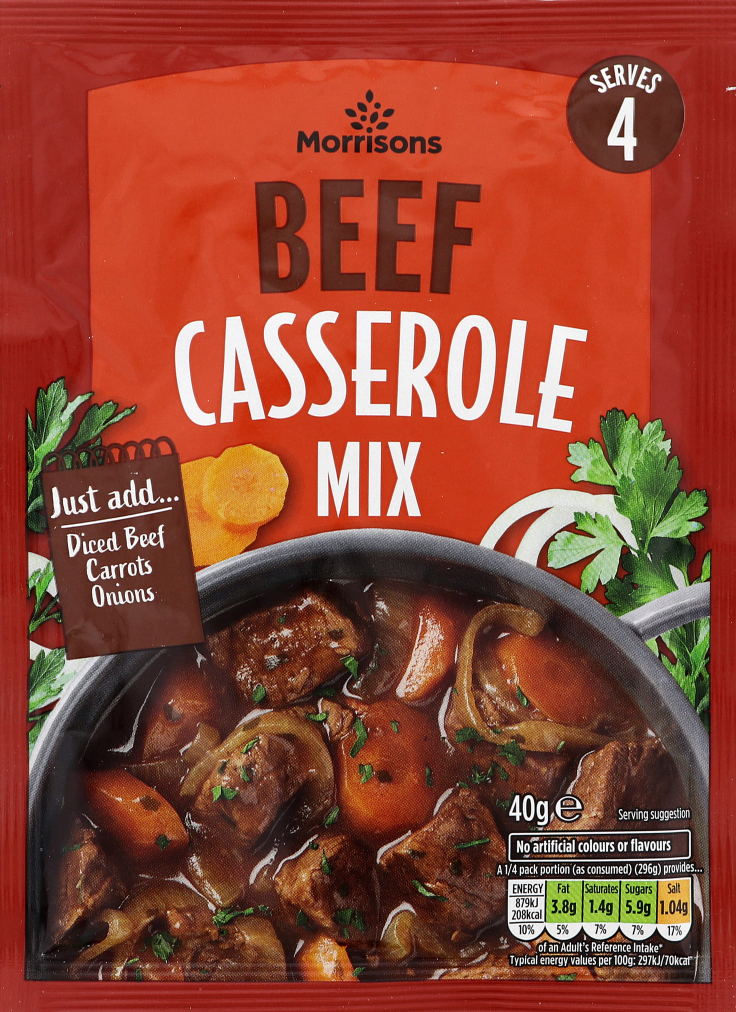 SERVES
4
Morrisons
BEEF
CASSEROLE
MIX
Just add...
Diced Beef
Carrots
Onions
40g ℮
Serving suggestion
No artificial colours or flavours
A 1/4 pack portion (as consumed) (296g) provides...
ENERGY Fat Saturates Sugars Salt
879kJ
208kcal 3.8g 1.4g 5.9g 1.04g
10% 5% 7% 7% 17%
of an Adult's Reference Intake*
Typical energy values per 100g: 297kJ/70kcal*